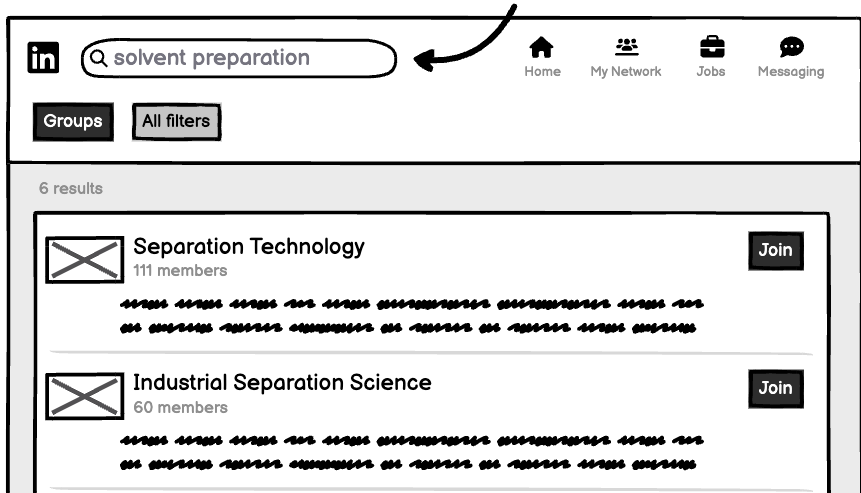 in
solvent preparation
Home
My Network
Jobs
Messaging
Groups
All filters
6 results
Separation Technology
Join
111 members
Industrial Separation Science
Join
60 members